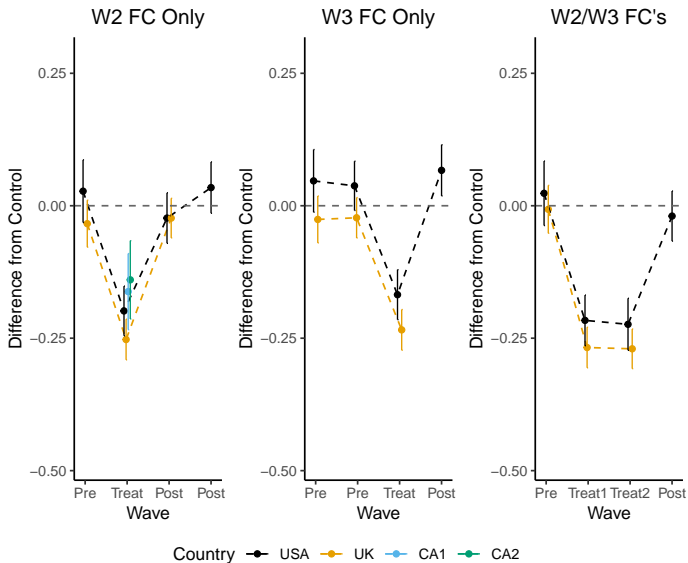 W2 FC Only
W3 FC Only
W2/W3 FC's
Difference from Control
0.25
0.00
−0.25
−0.50
Pre Treat Post Post
Wave
Difference from Control
0.25
0.00
−0.25
−0.50
Pre Pre Treat Post
Wave
Difference from Control
0.25
0.00
−0.25
−0.50
Pre Treat1 Treat2 Post
Wave
Country USA UK CA1 CA2